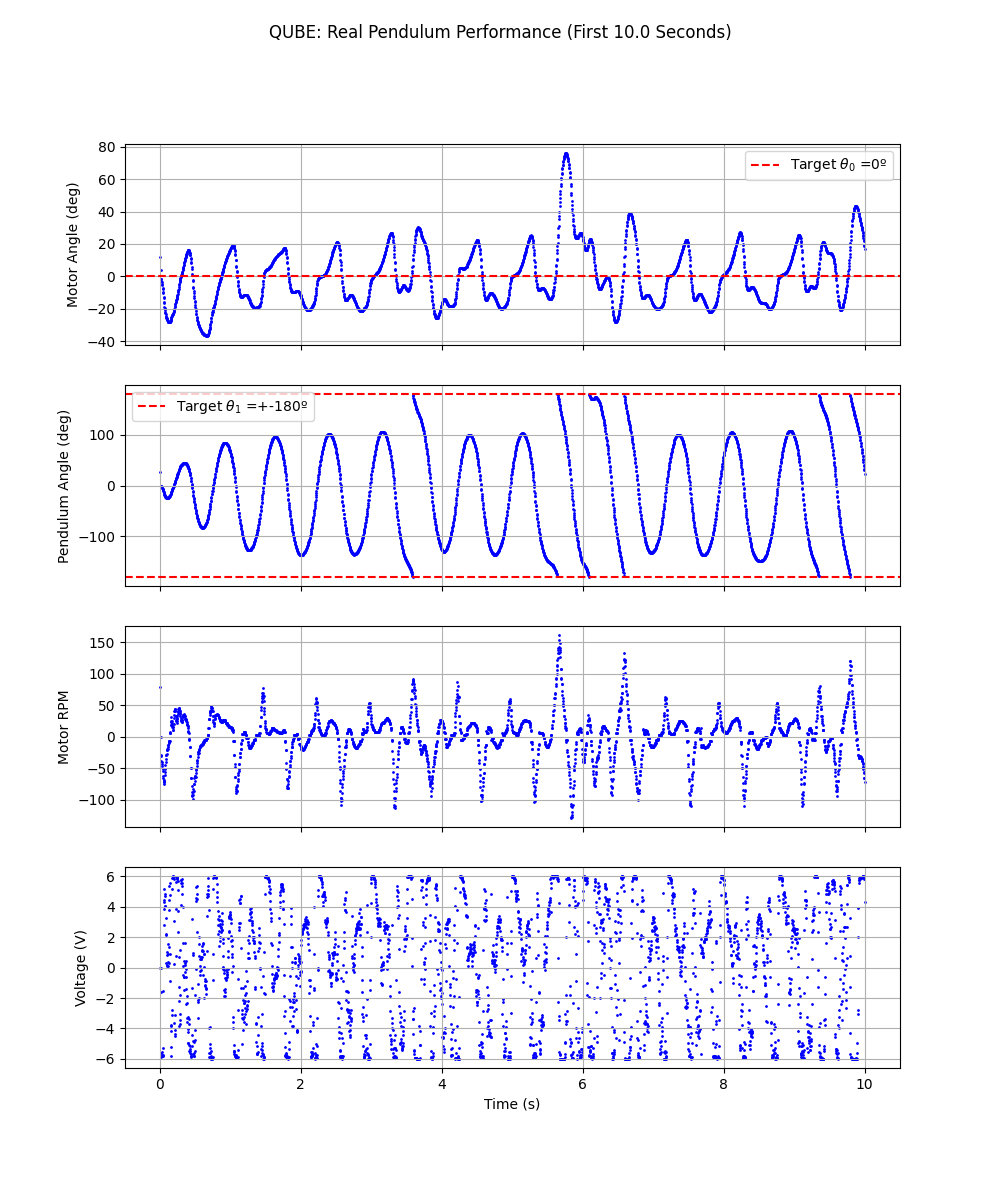 QUBE: Real Pendulum Performance (First 10.0 Seconds)
80
60
40
20
0
−20
−40
Motor Angle (deg)
Target θ₀ =0º
100
0
−100
Pendulum Angle (deg)
Target θ₁ =+-180º
150
100
50
0
−50
−100
Motor RPM
6
4
2
0
−2
−4
−6
Voltage (V)
0 2 4 6 8 10
Time (s)